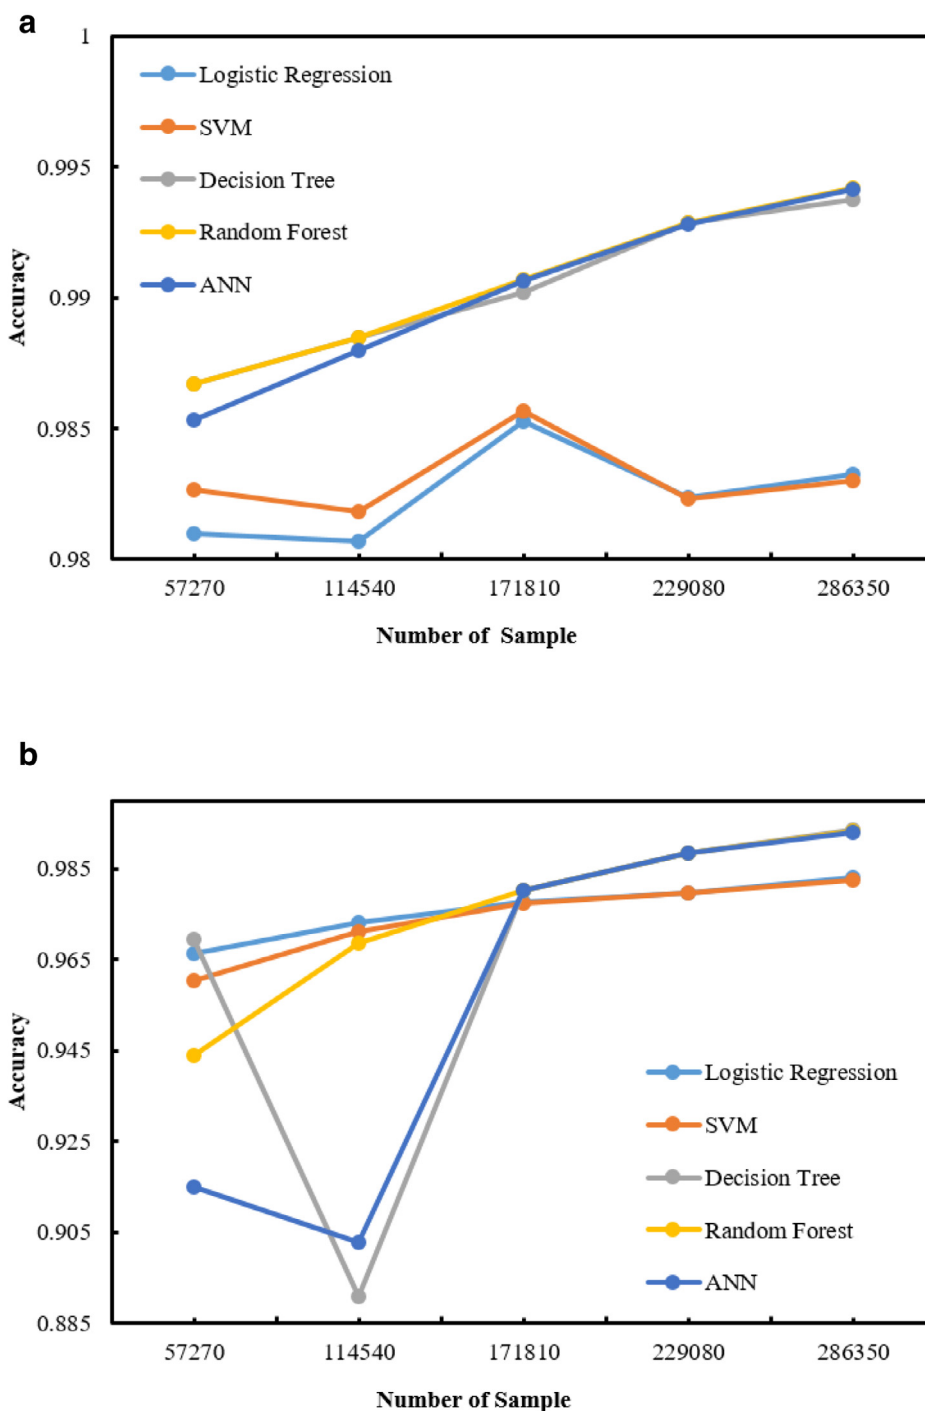 a
1
Logistic Regression
SVM
0.995
Decision Tree
Random Forest
ANN
0.99
0.985
0.98
Accuracy
57270 114540 171810 229080 286350
Number of Sample
b
0.985
0.965
0.945
0.925
0.905
0.885
Accuracy
Logistic Regression
SVM
Decision Tree
Random Forest
ANN
57270 114540 171810 229080 286350
Number of Sample